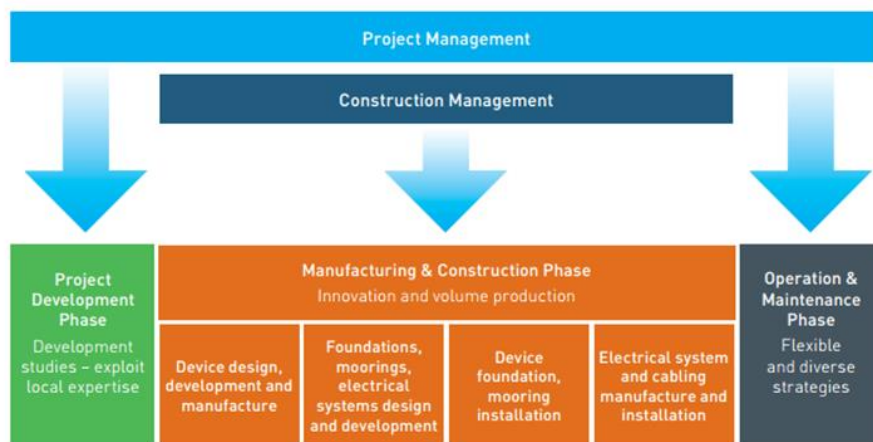 Project Management
Construction Management
Project
Development
Phase
Development
studies – exploit
local expertise
Manufacturing & Construction Phase
Innovation and volume production
Device design,
development and
manufacture
Foundations,
moorings,
electrical
systems design
and development
Device
foundation,
mooring
installation
Electrical system
and cabling
manufacture and
installation
Operation &
Maintenance
Phase
Flexible
and diverse
strategies